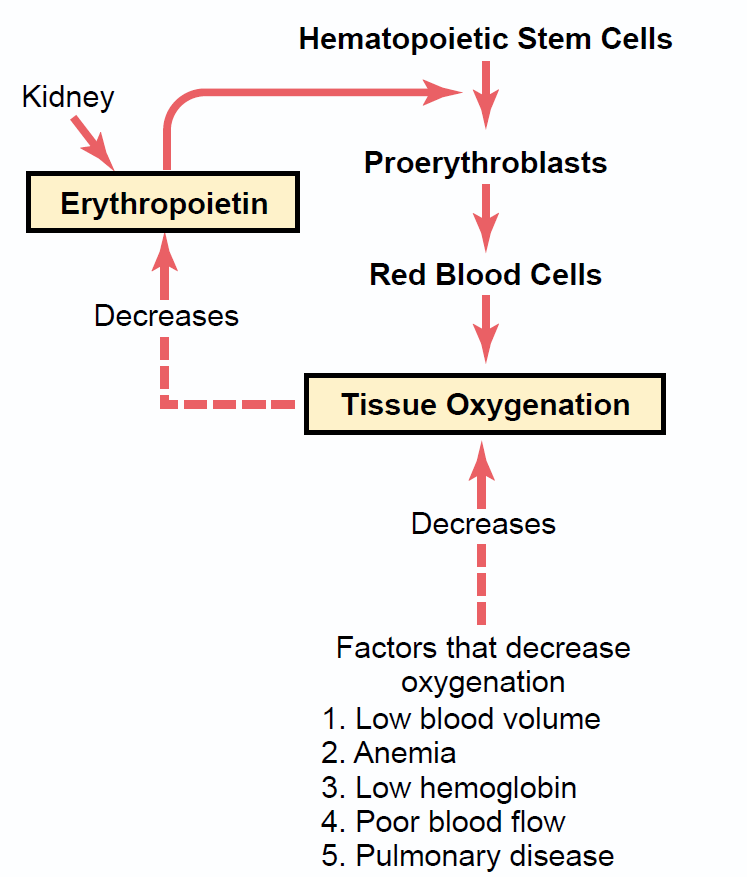 Hematopoietic Stem Cells
Kidney
Proerythroblasts
Erythropoietin
Red Blood Cells
Decreases
Tissue Oxygenation
Decreases
Factors that decrease
oxygenation
1. Low blood volume
2. Anemia
3. Low hemoglobin
4. Poor blood flow
5. Pulmonary disease